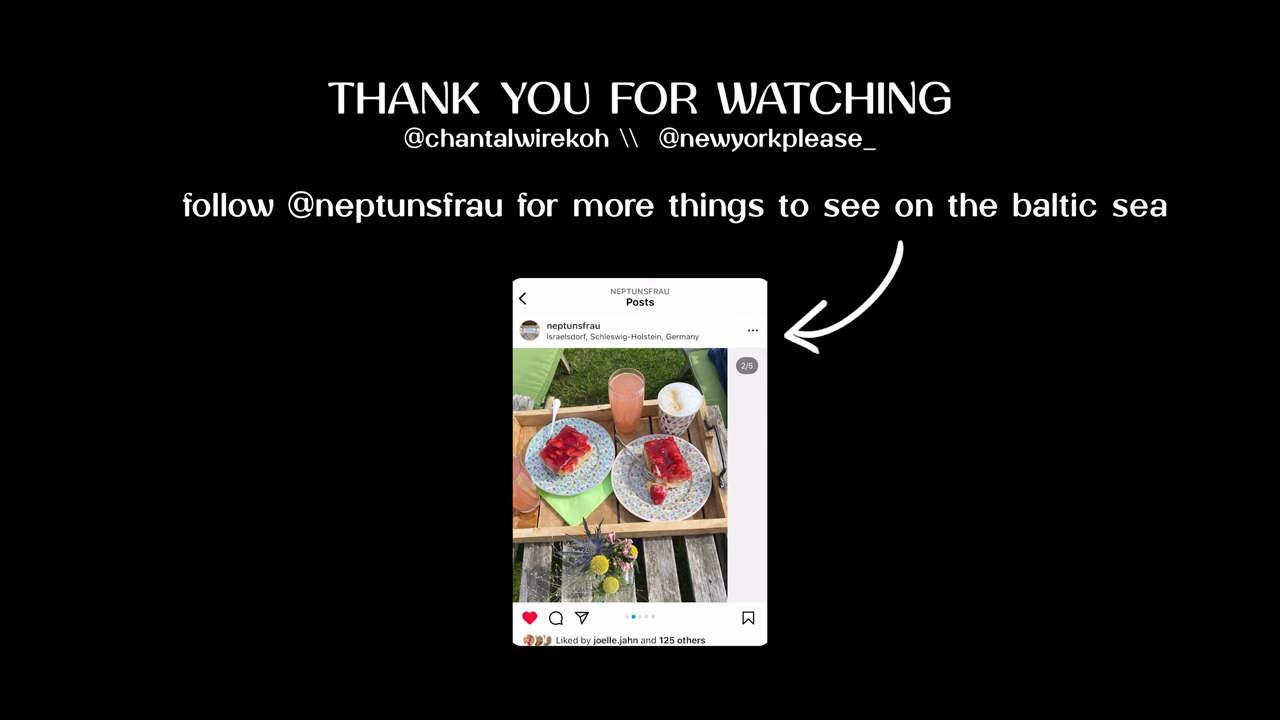 THANK YOU FOR WATCHING
@chantalwirekoh \\ @newyorkplease_
follow @neptunsfrau for more things to see on the baltic sea
NEPTUNSFRAU
Posts
neptunsfrau
Israelsdorf, Schleswig-Holstein, Germany
2/5
Liked by joelle.jahn and 125 others